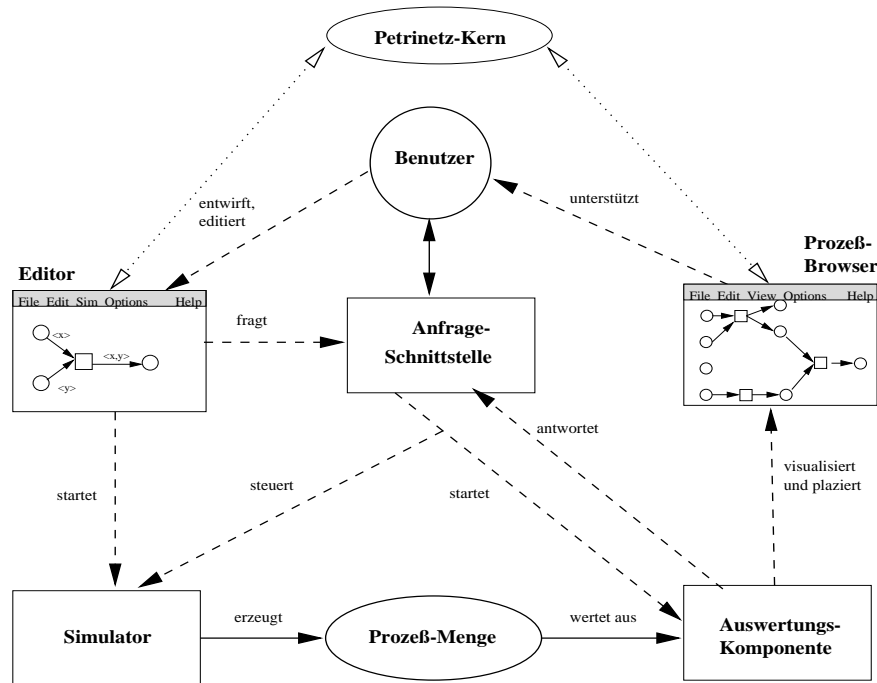 Petrinetz-Kern
Benutzer
entwirft,
editiert
unterstützt
Editor
Prozeß-
Browser
File Edit Sim Options Help
File Edit View Options Help
<x>
<x,y>
<y>
fragt
Anfrage-
Schnittstelle
antwortet
steuert
startet
startet
visualisiert
und plaziert
Simulator
erzeugt
Prozeß-Menge
wertet aus
Auswertungs-
Komponente